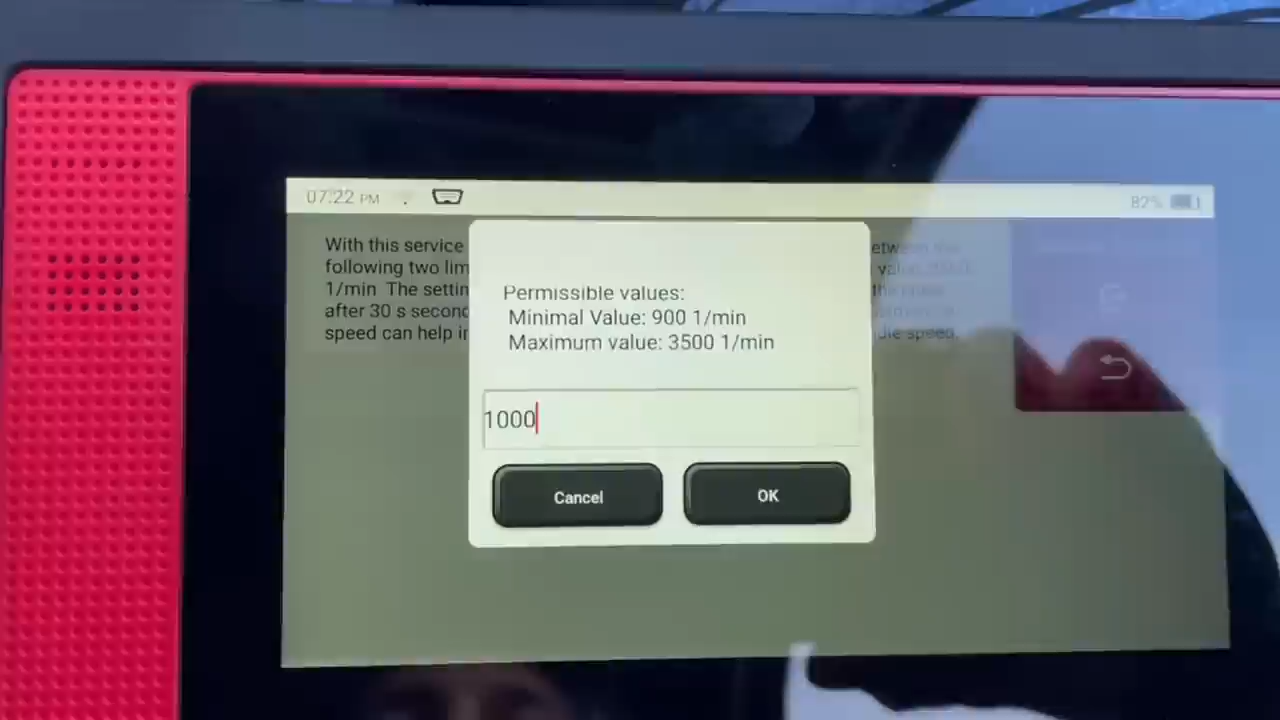 07:22 PM
82%
With this service
following two lim
1/min The settin
after 30 s second
speed can help in
Permissible values:
Minimal Value: 900 1/min
Maximum value: 3500 1/min
1000
Cancel
OK